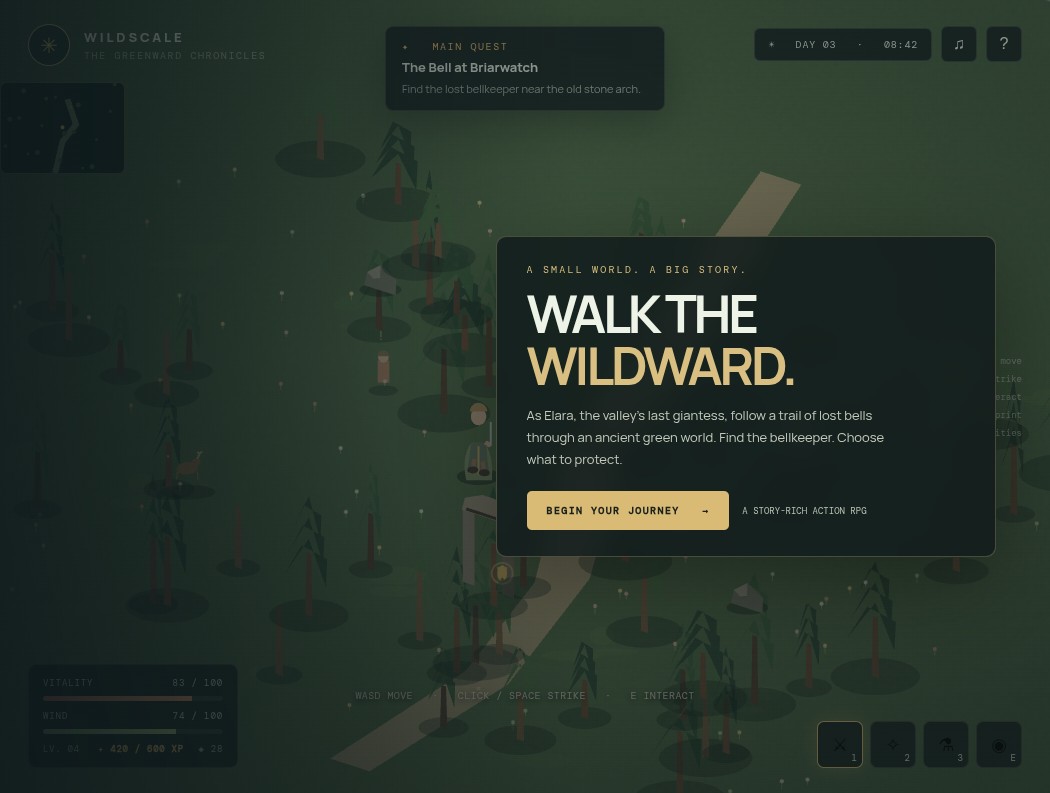 WILDSCALE
THE GREENWARD CHRONICLES
MAIN QUEST
The Bell at Briarwatch
Find the lost bellkeeper near the old stone arch.
DAY 03 · 08:42
?
A SMALL WORLD. A BIG STORY.
WALK THE
WILDWARD.
As Elara, the valley's last giantess, follow a trail of lost bells
through an ancient green world. Find the bellkeeper. Choose
what to protect.
BEGIN YOUR JOURNEY →
A STORY-RICH ACTION RPG
move
VITALITY 83 / 100
WIND 74 / 100
LV. 04 420 / 600 XP 28
WASD MOVE · CLICK / SPACE STRIKE · E INTERACT
1
2
3
E